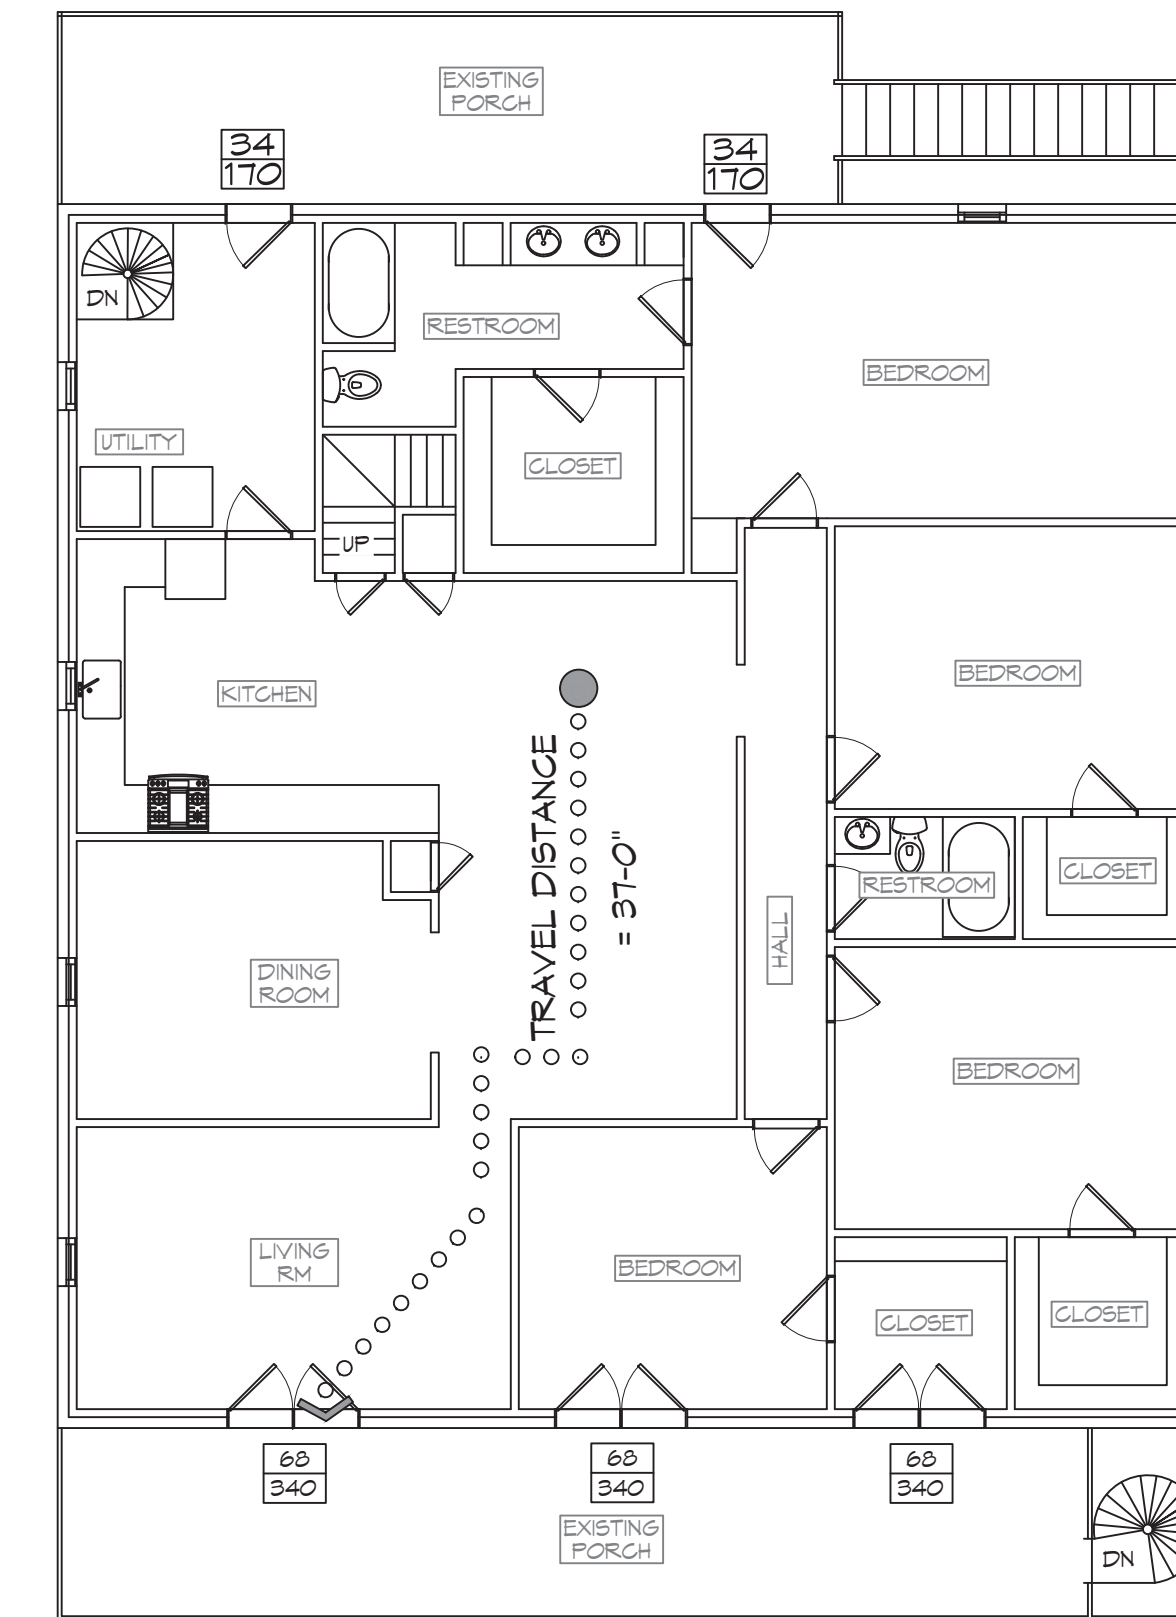 EXISTING
PORCH
34
170
34
170
DN
RESTROOM
BEDROOM
UTILITY
CLOSET
UP
KITCHEN
BEDROOM
TRAVEL DISTANCE
= 37'-0"
RESTROOM
CLOSET
HALL
DINING
ROOM
BEDROOM
LIVING
RM
BEDROOM
CLOSET
CLOSET
68
340
68
340
68
340
EXISTING
PORCH
DN